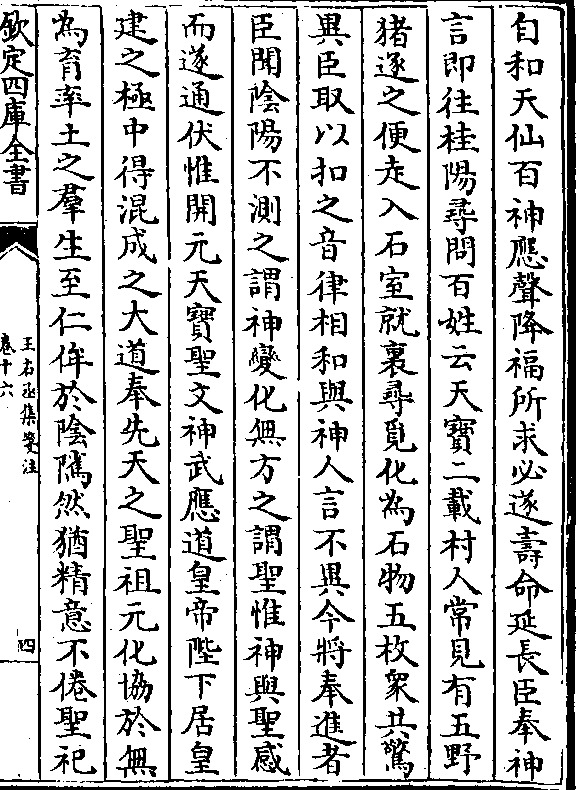 自和天仙百神應聲降福所求必遂壽命延長臣奉神
言即往桂陽尋問百姓云天寶二載村人常見有五野
猪逐之便走入石室就裏尋覓化為石物五枚衆共驚
異臣取以扣之音律相和與神人言不異今將奉進者
臣聞陰陽不測之謂神變化無方之謂聖惟神與聖感
而遂通伏惟開元天寶聖文神武應道皇帝陛下居皇
建之極中得混成之大道奉先天之聖祖元化協於無
為育率土之羣生至仁侔於陰隲然猶精意不倦聖祀
欽定四庫全書
王右丞集箋注
卷十六
四